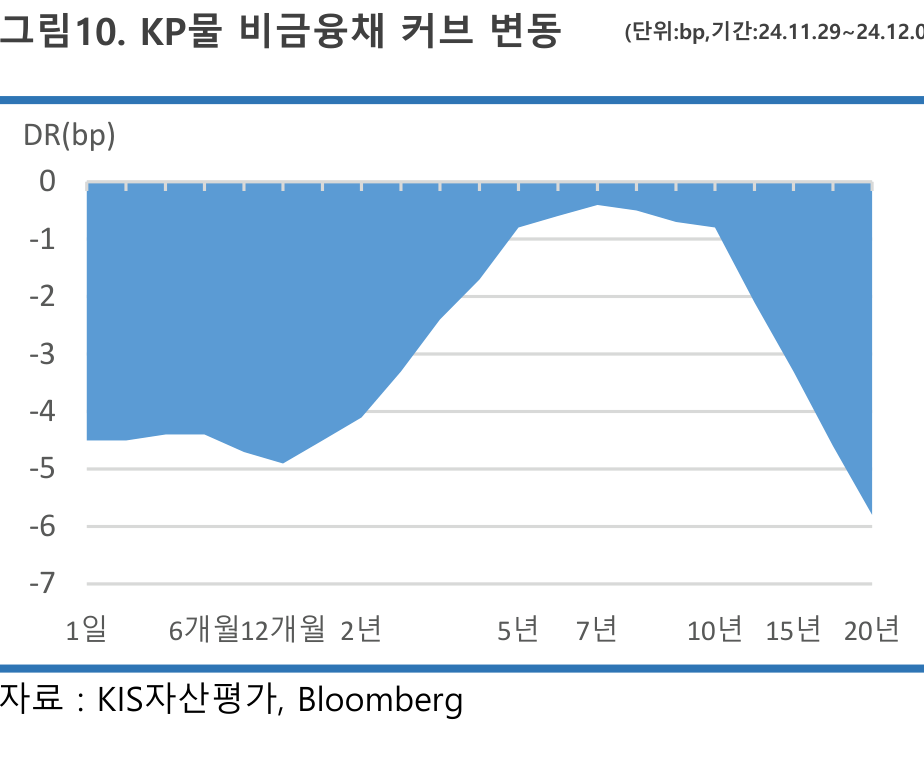 그림10. KP물 비금융채 커브 변동 (단위:bp,기간:24.11.29~24.12.0
DR(bp)
0
-1
-2
-3
-4
-5
-6
-7
1일 6개월 12개월 2년 5년 7년 10년 15년 20년
자료 : KIS자산평가, Bloomberg